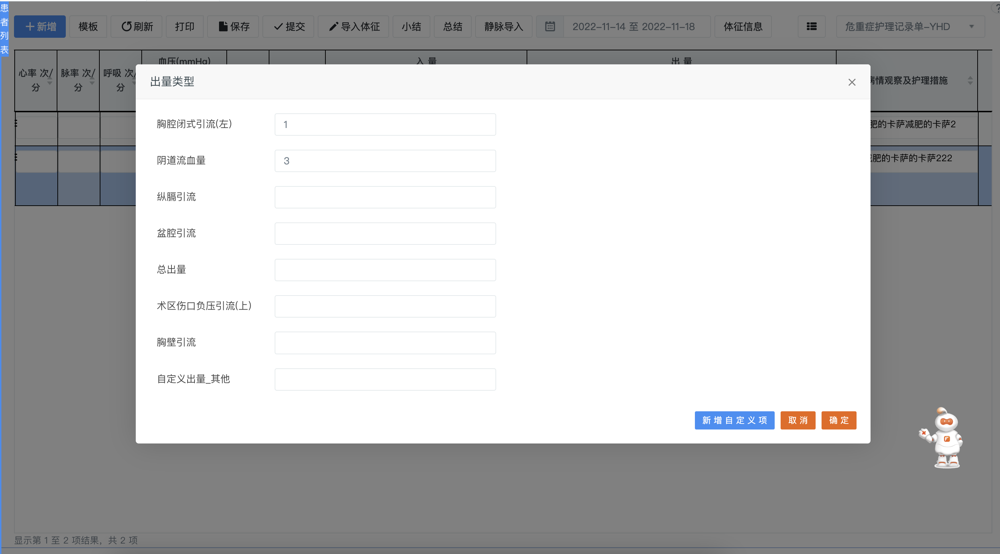 患者列表
新增
模板
刷新
打印
保存
提交
导入体征
小结
总结
静脉导入
2022-11-14 至 2022-11-18
体征信息
危重症护理记录单-YHD
心率 次/分
脉率 次/分
呼吸 次/分
血压(mmHg)
入 量
出 量
病情观察及护理措施
肥的卡萨减肥的卡萨2
肥的卡萨的卡萨222
出量类型
胸腔闭式引流(左)
1
阴道流血量
3
纵膈引流
盆腔引流
总出量
术区伤口负压引流(上)
胸壁引流
自定义出量_其他
新增自定义项
取消
确定
F
显示第 1 至 2 项结果，共 2 项